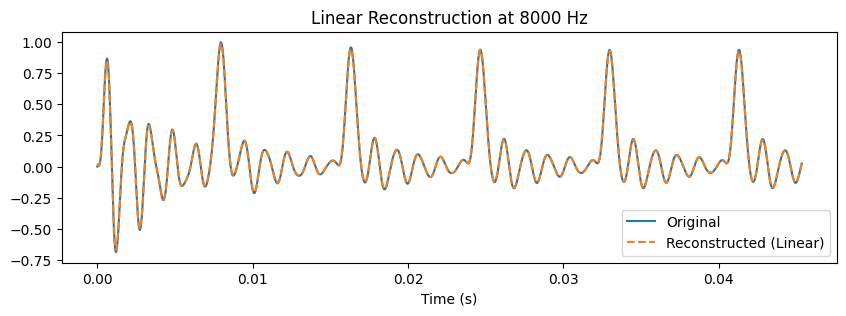 Linear Reconstruction at 8000 Hz
1.00
0.75
0.50
0.25
0.00
−0.25
−0.50
−0.75
Original
Reconstructed (Linear)
0.00 0.01 0.02 0.03 0.04
Time (s)